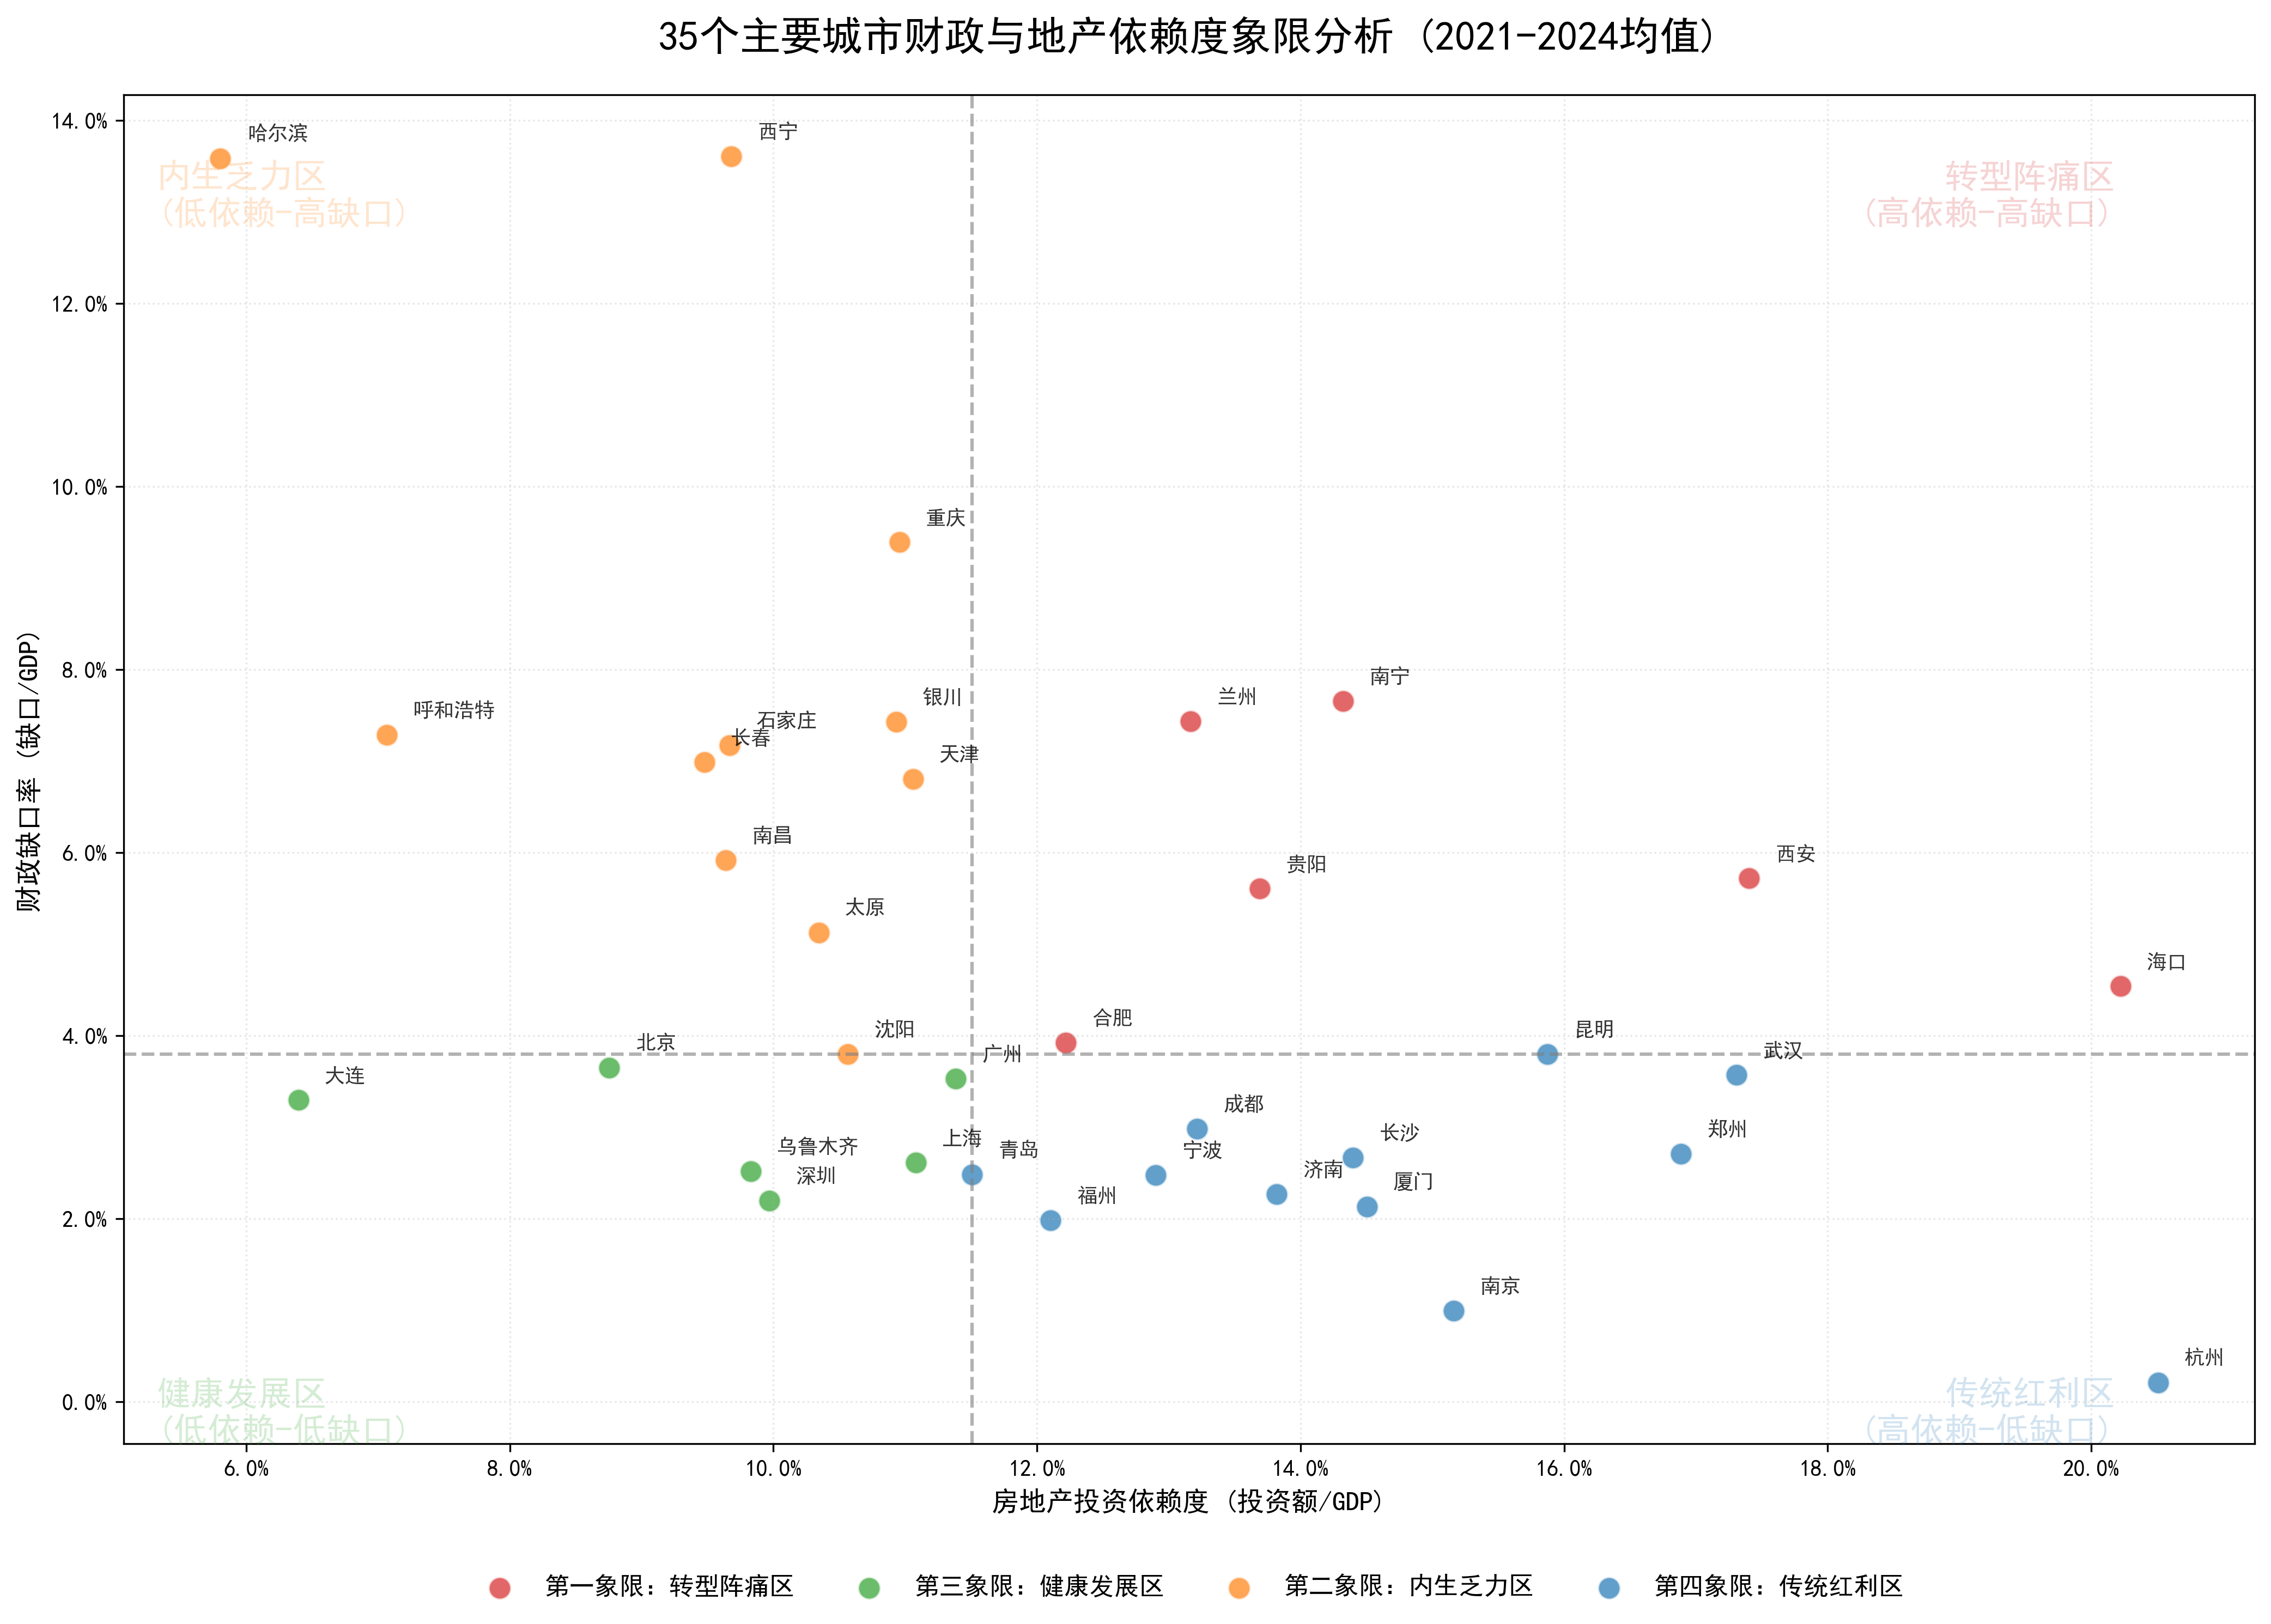 35个主要城市财政与地产依赖度象限分析 (2021-2024均值)
14.0%
12.0%
10.0%
8.0%
6.0%
4.0%
2.0%
0.0%
财政缺口率 (缺口/GDP)
哈尔滨
西宁
内生乏力区
(低依赖-高缺口)
转型阵痛区
(高依赖-高缺口)
重庆
南宁
银川
兰州
呼和浩特
石家庄
长春
天津
南昌
贵阳
西安
太原
海口
合肥
沈阳
昆明
北京
广州
武汉
大连
成都
长沙
郑州
上海
乌鲁木齐
青岛
宁波
深圳
济南
厦门
福州
南京
杭州
健康发展区
(低依赖-低缺口)
传统红利区
(高依赖-低缺口)
6.0%
8.0%
10.0%
12.0%
14.0%
16.0%
18.0%
20.0%
房地产投资依赖度 (投资额/GDP)
第一象限: 转型阵痛区
第三象限: 健康发展区
第二象限: 内生乏力区
第四象限: 传统红利区